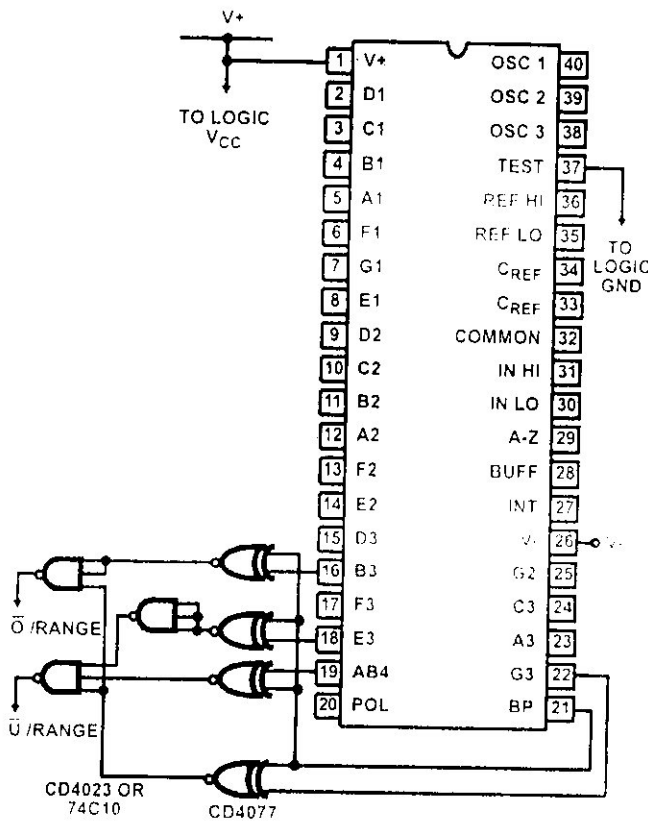 V+
TO LOGIC
VCC
1 V+ OSC 1 40
2 D1 OSC 2 39
3 C1 OSC 3 38
4 B1 TEST 37
5 A1 REF HI 36
6 F1 REF LO 35
7 G1 CREF 34
8 E1 CREF 33
9 D2 COMMON 32
10 C2 IN HI 31
11 B2 IN LO 30
12 A2 A-Z 29
13 F2 BUFF 28
14 E2 INT 27
15 D3 V- 26 V-
16 B3 G2 25
17 F3 C3 24
18 E3 A3 23
19 AB4 G3 22
20 POL BP 21
TO
LOGIC
GND
O̅ /RANGE
U̅ /RANGE
CD4023 OR
74C10
CD4077